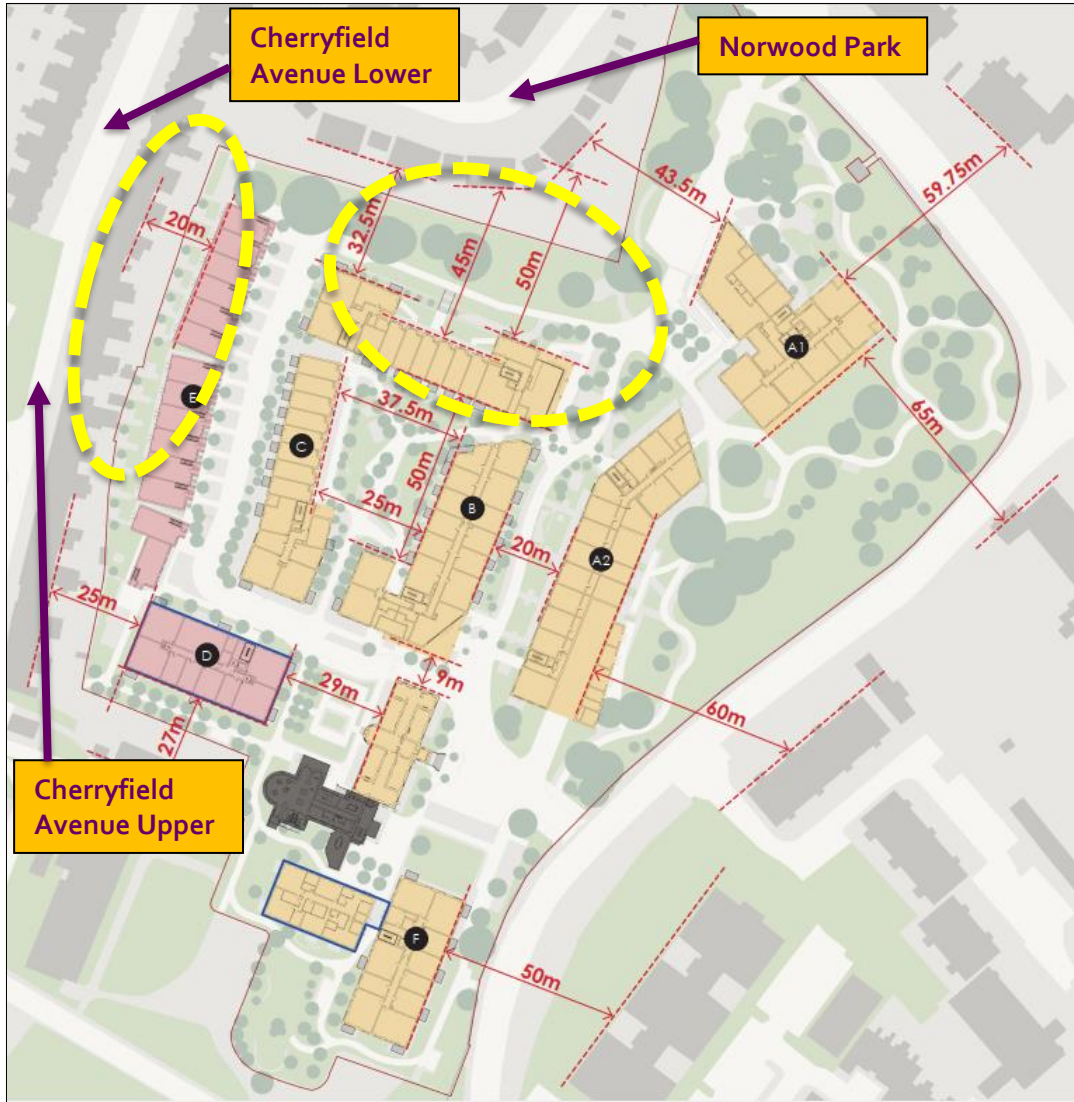 Cherryfield
Avenue Lower
Norwood Park
20m
32.5m
45m
50m
43.5m
59.75m
A1
65m
E
C
37.5m
50m
25m
B
20m
A2
25m
D
29m
9m
27m
60m
Cherryfield
Avenue Upper
F
50m